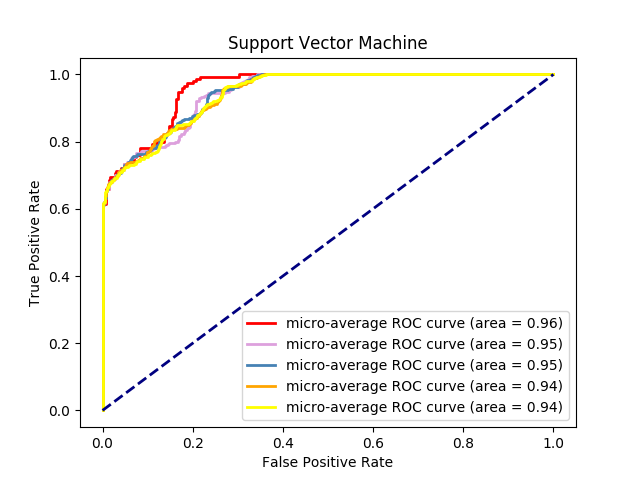 Support Vector Machine
True Positive Rate
1.0
0.8
0.6
0.4
0.2
0.0
micro-average ROC curve (area = 0.96)
micro-average ROC curve (area = 0.95)
micro-average ROC curve (area = 0.95)
micro-average ROC curve (area = 0.94)
micro-average ROC curve (area = 0.94)
0.0 0.2 0.4 0.6 0.8 1.0
False Positive Rate